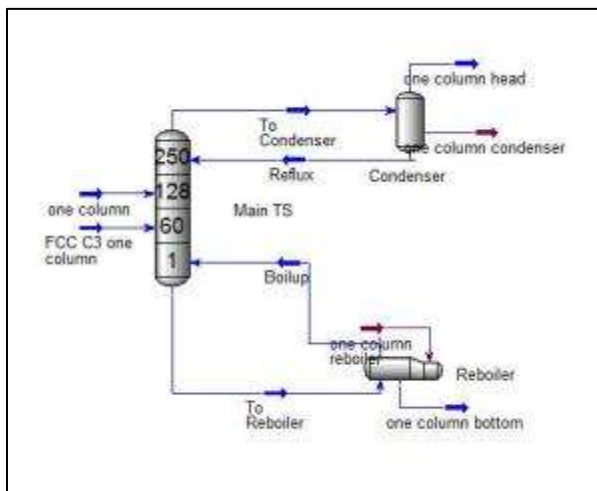 one column head
To
Condenser
one column condenser
Reflux
Condenser
250
128
60
1
one column
Main TS
FCC C3 one
column
Boilup
one column
reboiler
Reboiler
To
Reboiler
one column bottom